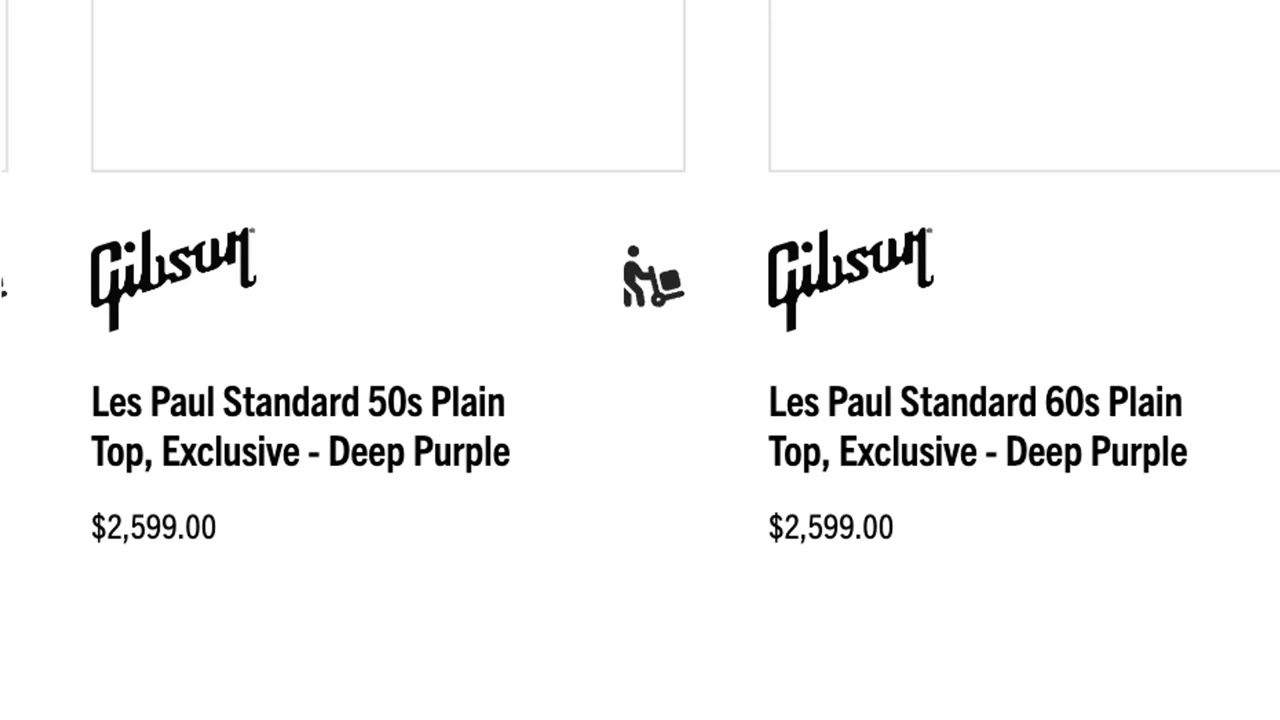 Gibson
Les Paul Standard 50s Plain
Top, Exclusive - Deep Purple
$2,599.00
Gibson
Les Paul Standard 60s Plain
Top, Exclusive - Deep Purple
$2,599.00